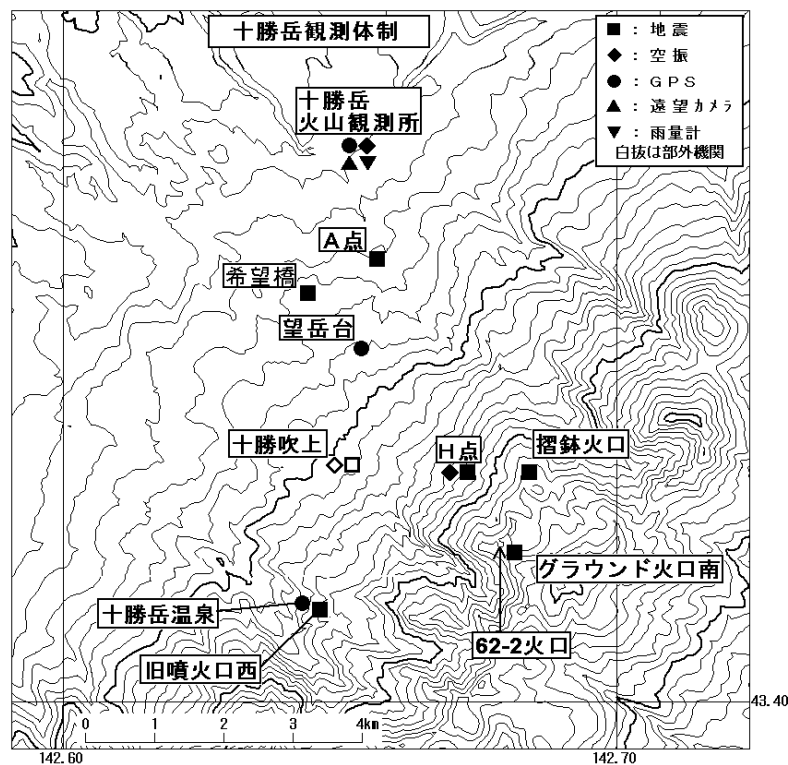 十勝岳観測体制
■ : 地震
◆ : 空振
● : GPS
▲ : 遠望カメラ
▼ : 雨量計
白抜は部外機関
十勝岳
火山観測所
A点
希望橋
望岳台
十勝吹上
H点
摺鉢火口
グラウンド火口南
十勝岳温泉
62-2火口
旧噴火口西
43.40
0 1 2 3 4km
142.60 142.70